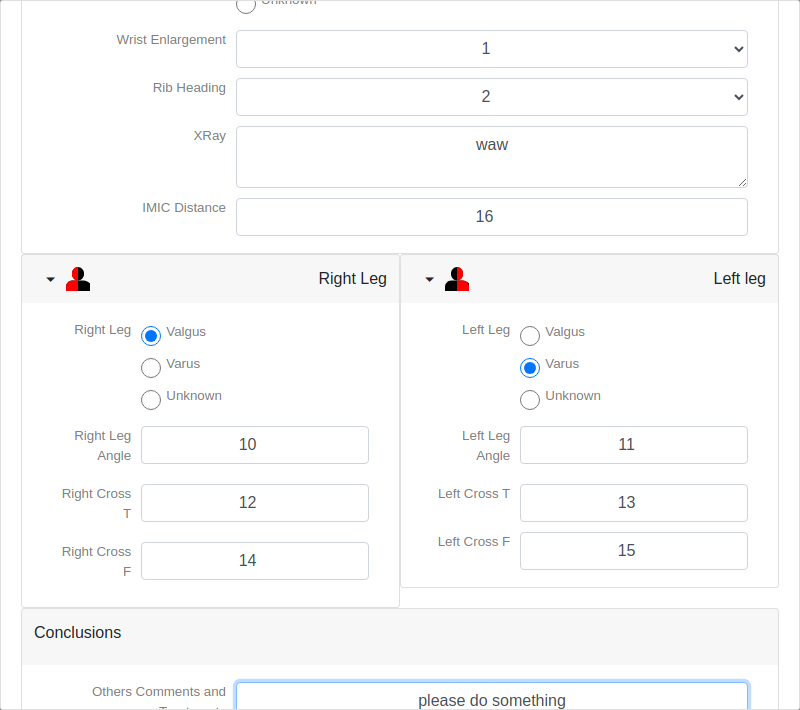 Unknown
Wrist Enlargement 1
Rib Heading 2
XRay waw
IMIC Distance 16
Right Leg
Left leg
Right Leg Valgus
Varus
Unknown
Right Leg Angle 10
Right Cross T 12
Right Cross F 14
Left Leg Valgus
Varus
Unknown
Left Leg Angle 11
Left Cross T 13
Left Cross F 15
Conclusions
Others Comments and
please do something